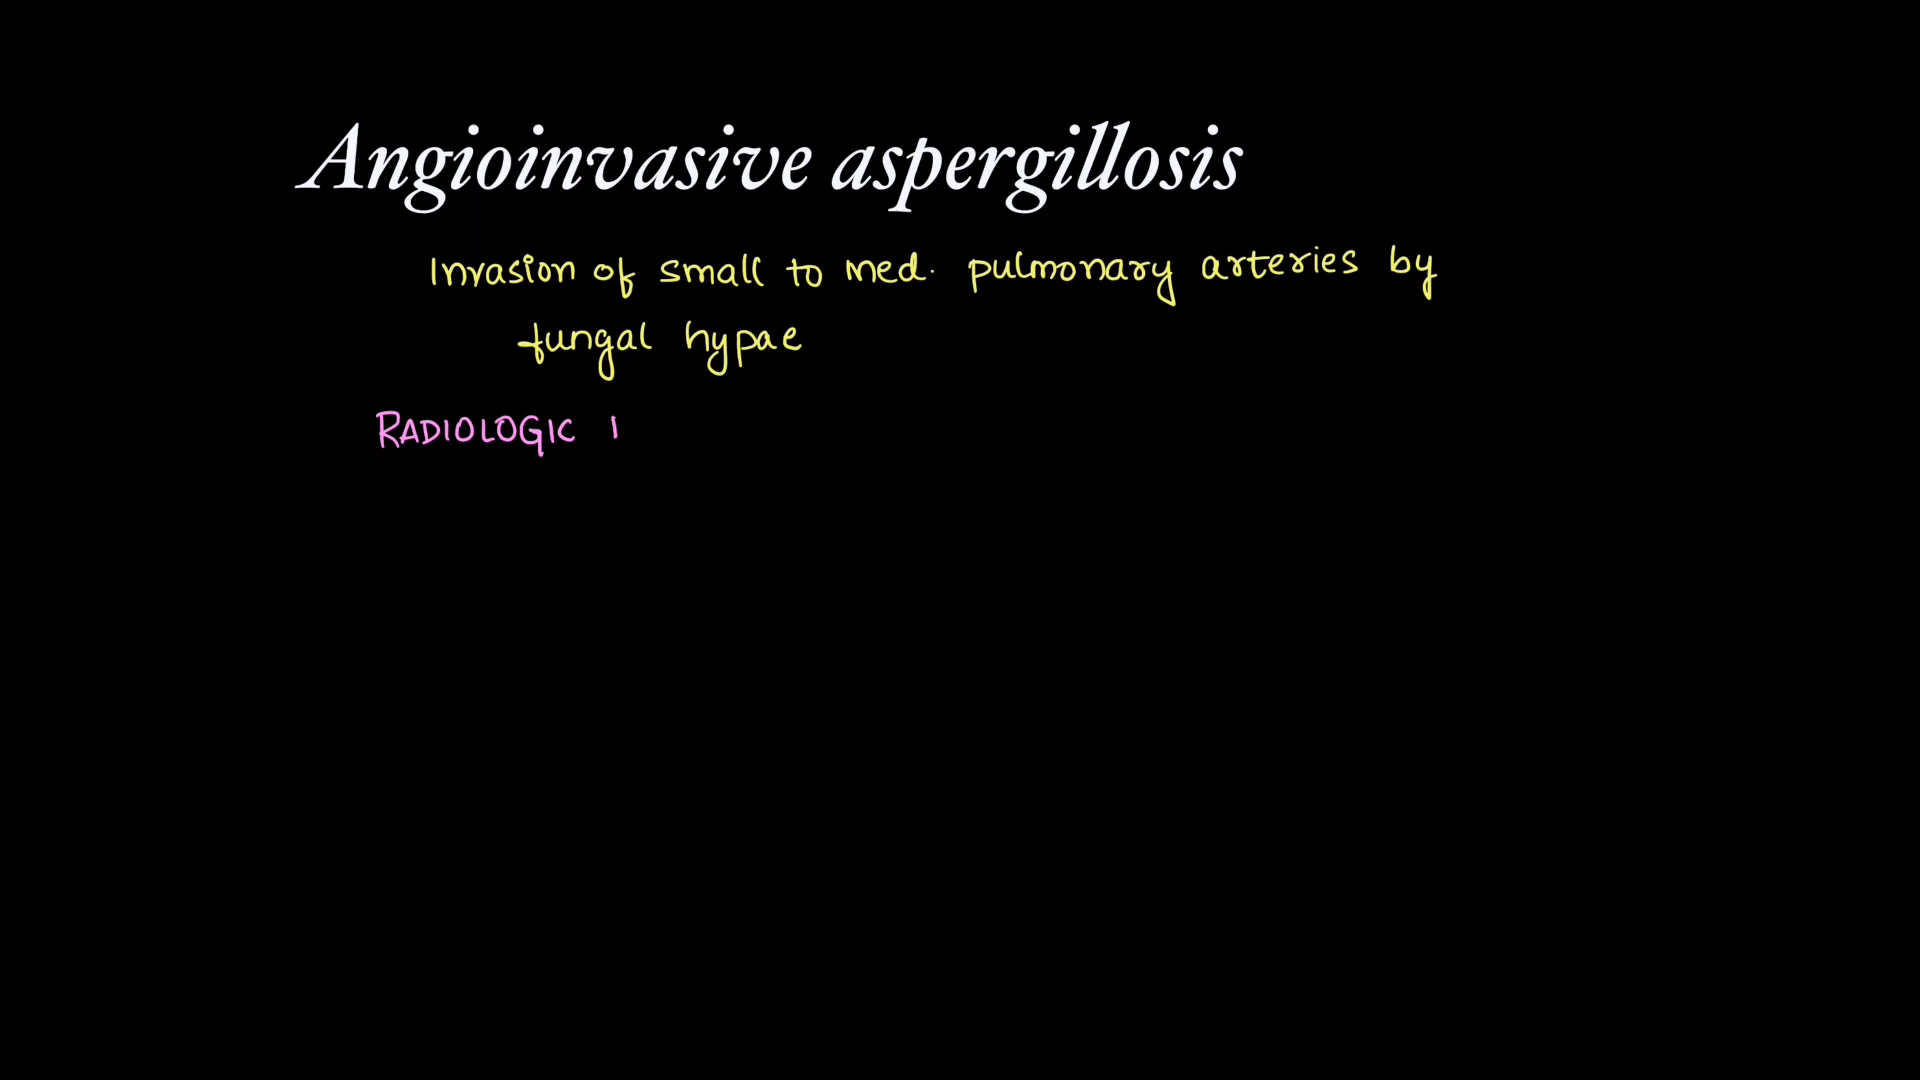 Angioinvasive aspergillosis
Invasion of small to med. pulmonary arteries by
fungal hypae
RADIOLOGIC I